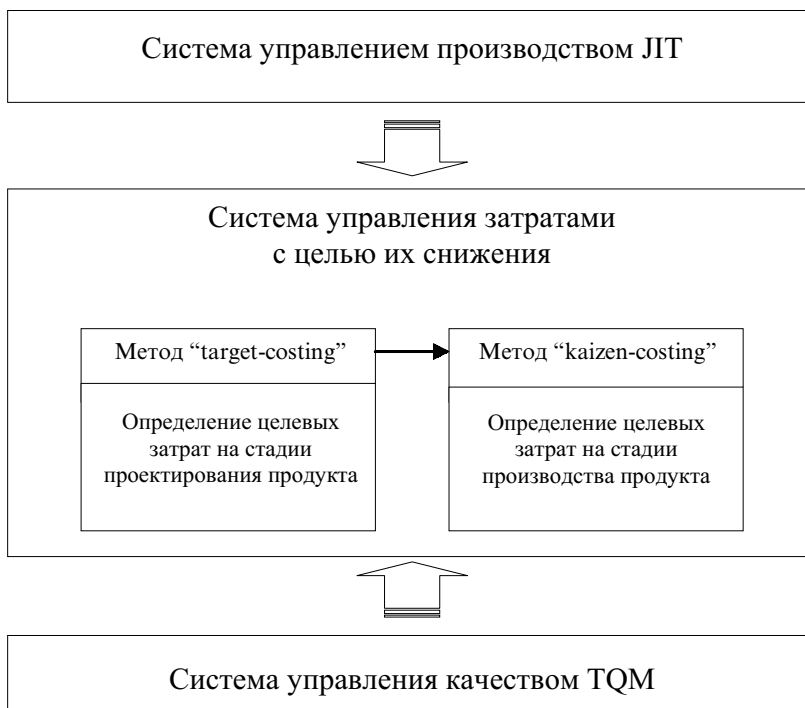 Система управлением производством JIT
Система управления затратами
с целью их снижения
Метод “target-costing”
Определение целевых
затрат на стадии
проектирования продукта
Метод “kaizen-costing”
Определение целевых
затрат на стадии
производства продукта
Система управления качеством TQM